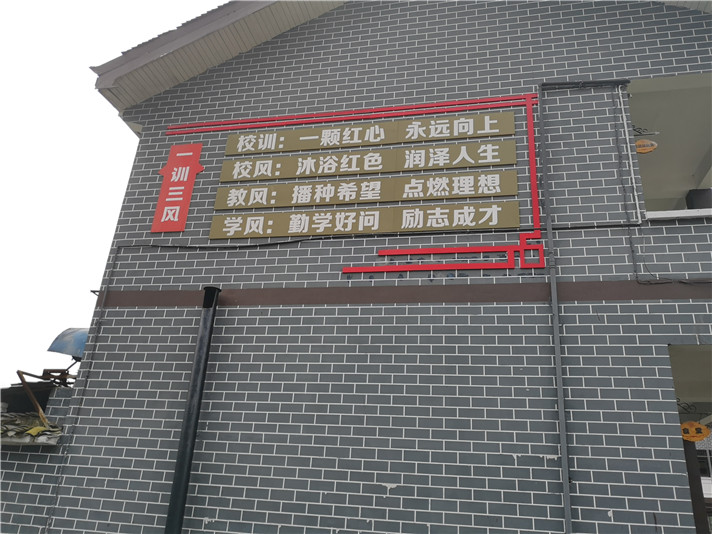 一训三风
校训：一颗红心 永远向上
校风：沐浴红色 润泽人生
教风：播种希望 点燃理想
学风：勤学好问 励志成才